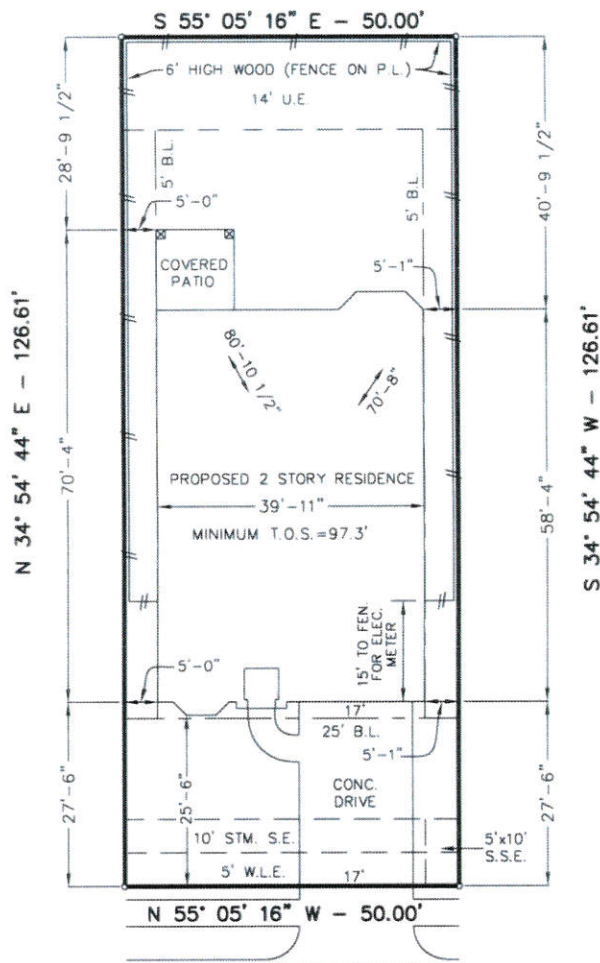 S 55° 05' 16" E - 50.00'
6' HIGH WOOD (FENCE ON P.L.)
14' U.E.
28'-9 1/2"
5' B.L.
5' B.L.
40'-9 1/2"
5'-0"
COVERED
PATIO
5'-1"
N 34° 54' 44" E - 126.61'
S 34° 54' 44" W - 126.61'
80'-10 1/2"
70'-8"
70'-4"
PROPOSED 2 STORY RESIDENCE
39'-11"
MINIMUM T.O.S.=97.3'
58'-4"
15' TO FEN.
FOR ELEC.
METER
5'-0"
17'
25' B.L.
5'-1"
27'-6"
25'-6"
CONC.
DRIVE
27'-6"
10' STM. S.E.
5'x10'
S.S.E.
5' W.L.E.
17'
N 55° 05' 16" W - 50.00'